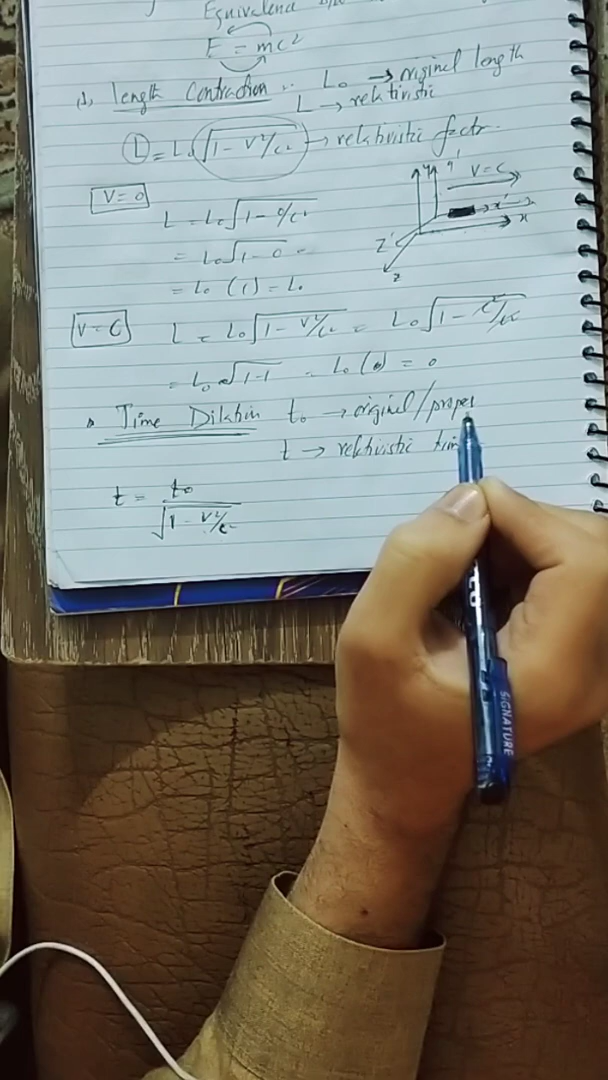 Equivalence
E = mc²
(1) length Contraction :. L₀ → original length
L → relativistic
L = L₀ √1 - V²/c² → relativistic factor.
V = 0
L = L₀ √1 - 0/c²
= L₀ √1 - 0
= L₀ (1) = L₀
y y' V = c
x' x
z' z
V = C L = L₀ √1 - V²/c² = L₀ √1 - c²/c²
= L₀ √1-1 = L₀ (0) = 0
Time Dilation t₀ → original/proper
t → relativistic tim
t = t₀ / √1 - V²/c²
SIGNATURE